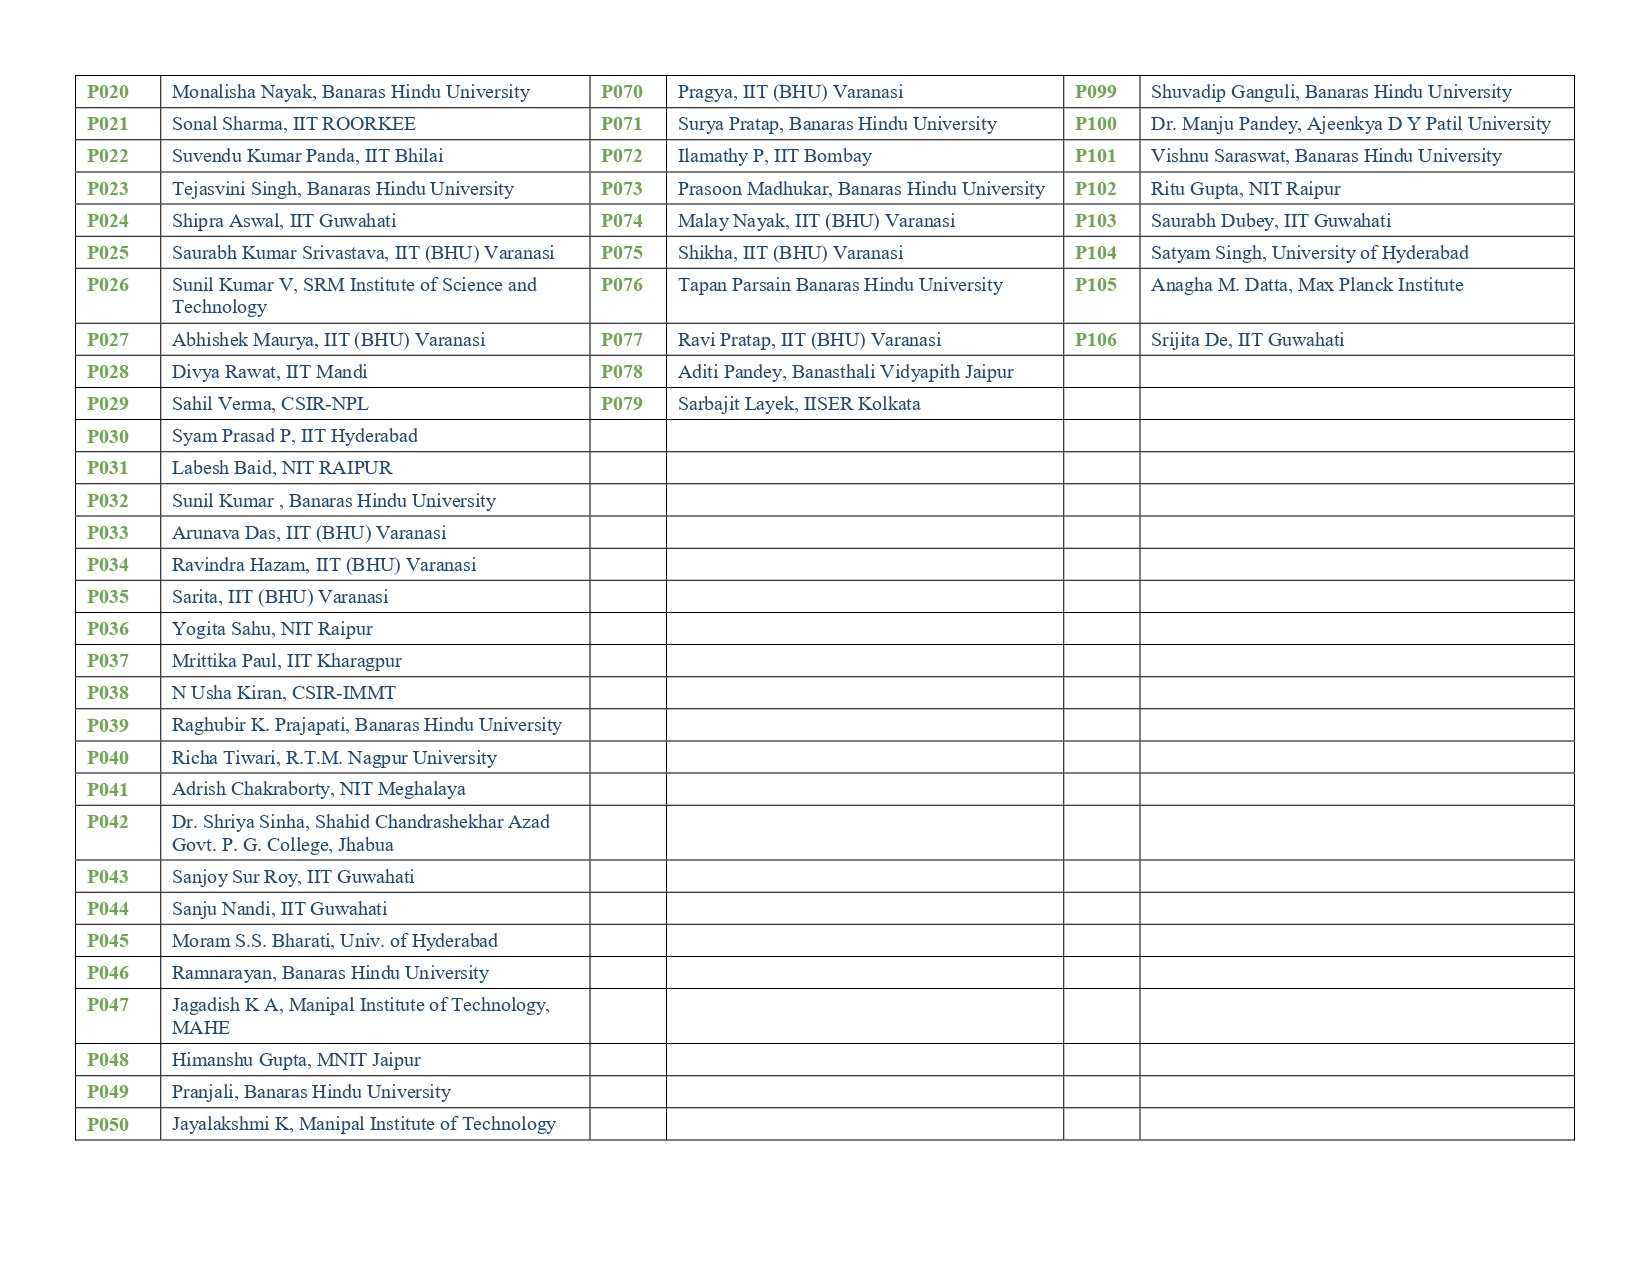 P020 Monalisha Nayak, Banaras Hindu University P070 Pragya, IIT (BHU) Varanasi P099 Shuvadip Ganguli, Banaras Hindu University
P021 Sonal Sharma, IIT ROORKEE P071 Surya Pratap, Banaras Hindu University P100 Dr. Manju Pandey, Ajeenkya D Y Patil University
P022 Suvendu Kumar Panda, IIT Bhilai P072 Ilamathy P, IIT Bombay P101 Vishnu Saraswat, Banaras Hindu University
P023 Tejasvini Singh, Banaras Hindu University P073 Prasoon Madhukar, Banaras Hindu University P102 Ritu Gupta, NIT Raipur
P024 Shipra Aswal, IIT Guwahati P074 Malay Nayak, IIT (BHU) Varanasi P103 Saurabh Dubey, IIT Guwahati
P025 Saurabh Kumar Srivastava, IIT (BHU) Varanasi P075 Shikha, IIT (BHU) Varanasi P104 Satyam Singh, University of Hyderabad
P026 Sunil Kumar V, SRM Institute of Science and P076 Tapan Parsain Banaras Hindu University P105 Anagha M. Datta, Max Planck Institute
Technology
P027 Abhishek Maurya, IIT (BHU) Varanasi P077 Ravi Pratap, IIT (BHU) Varanasi P106 Srijita De, IIT Guwahati
P028 Divya Rawat, IIT Mandi P078 Aditi Pandey, Banasthali Vidyapith Jaipur
P029 Sahil Verma, CSIR-NPL P079 Sarbajit Layek, IISER Kolkata
P030 Syam Prasad P, IIT Hyderabad
P031 Labesh Baid, NIT RAIPUR
P032 Sunil Kumar , Banaras Hindu University
P033 Arunava Das, IIT (BHU) Varanasi
P034 Ravindra Hazam, IIT (BHU) Varanasi
P035 Sarita, IIT (BHU) Varanasi
P036 Yogita Sahu, NIT Raipur
P037 Mrittika Paul, IIT Kharagpur
P038 N Usha Kiran, CSIR-IMMT
P039 Raghubir K. Prajapati, Banaras Hindu University
P040 Richa Tiwari, R.T.M. Nagpur University
P041 Adrish Chakraborty, NIT Meghalaya
P042 Dr. Shriya Sinha, Shahid Chandrashekhar Azad
Govt. P. G. College, Jhabua
P043 Sanjoy Sur Roy, IIT Guwahati
P044 Sanju Nandi, IIT Guwahati
P045 Moram S.S. Bharati, Univ. of Hyderabad
P046 Ramnarayan, Banaras Hindu University
P047 Jagadish K A, Manipal Institute of Technology,
MAHE
P048 Himanshu Gupta, MNIT Jaipur
P049 Pranjali, Banaras Hindu University
P050 Jayalakshmi K, Manipal Institute of Technology